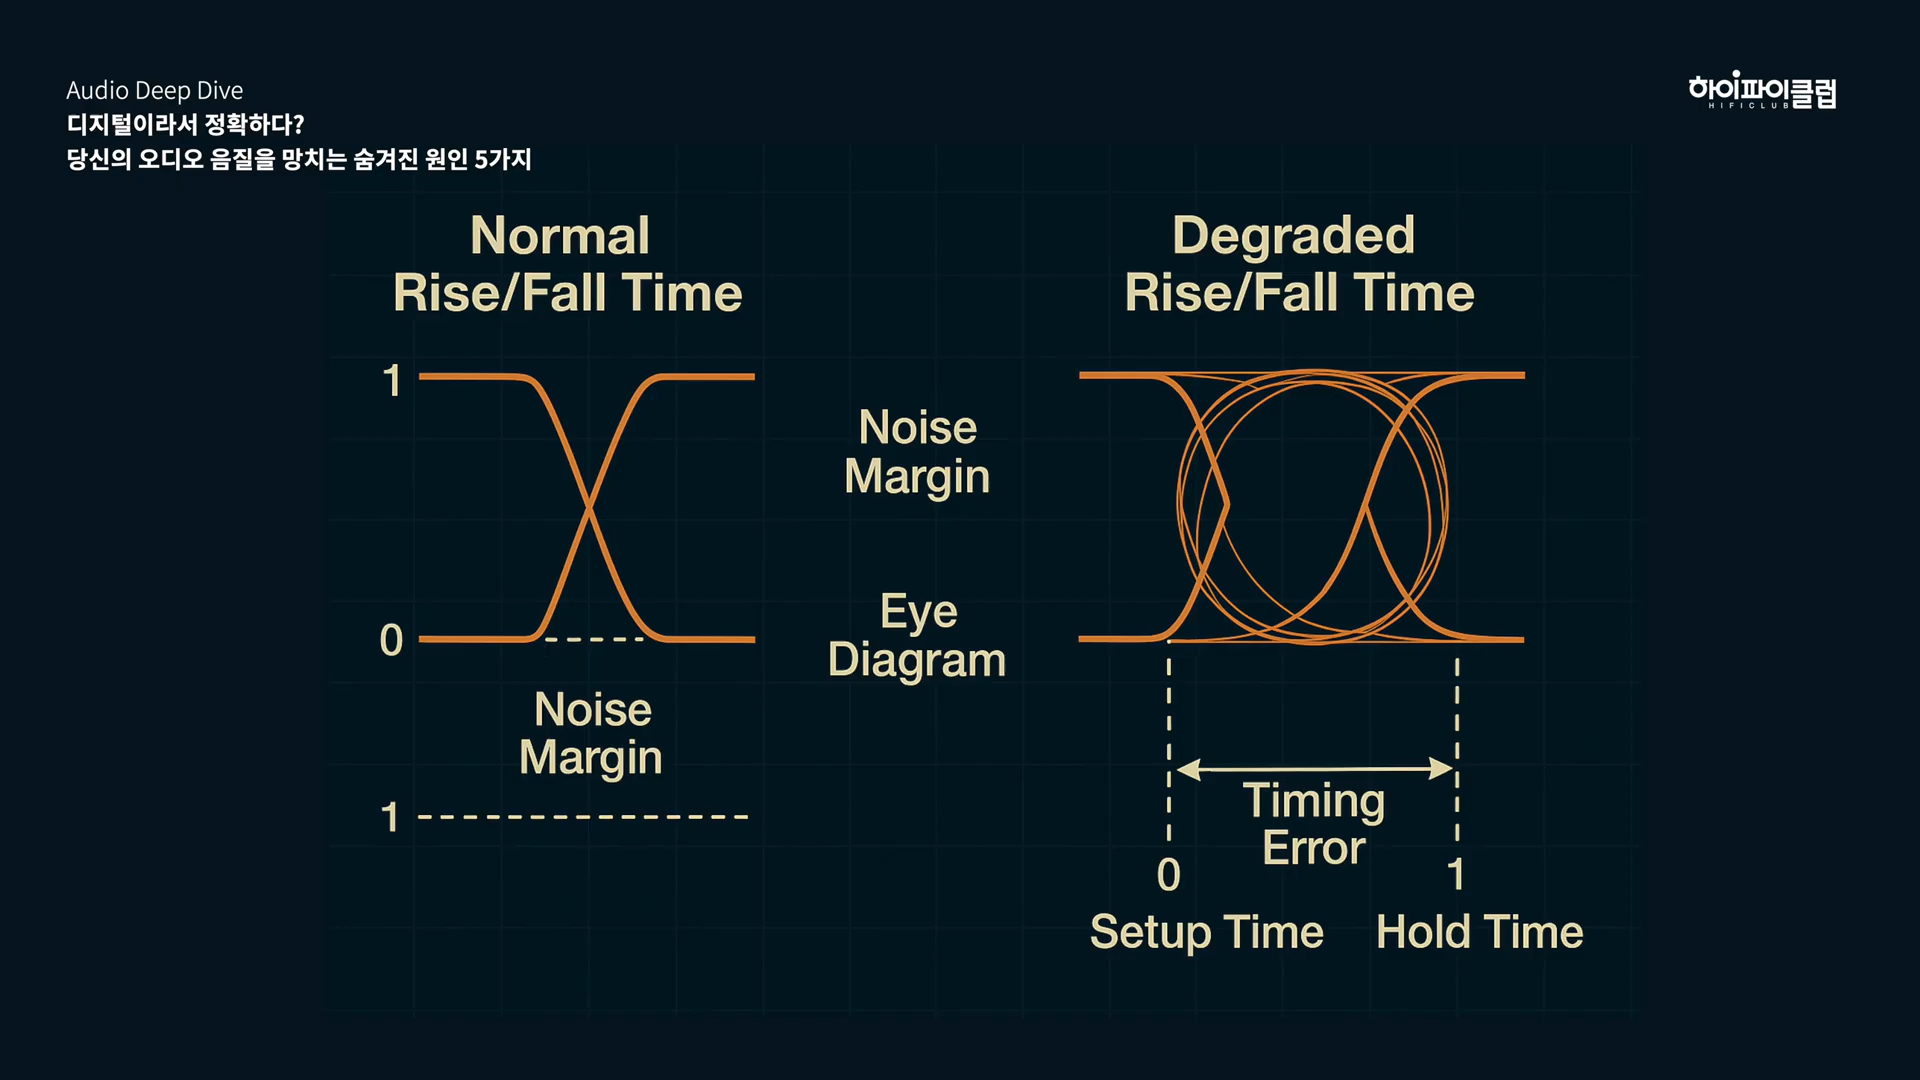 Audio Deep Dive
디지털이라서 정확하다?
당신의 오디오 음질을 망치는 숨겨진 원인 5가지
하이파이클럽
HIFICLUB
Normal
Rise/Fall Time
1
0
Noise
Margin
1
Noise
Margin
Eye
Diagram
Degraded
Rise/Fall Time
Timing
Error
0 1
Setup Time Hold Time